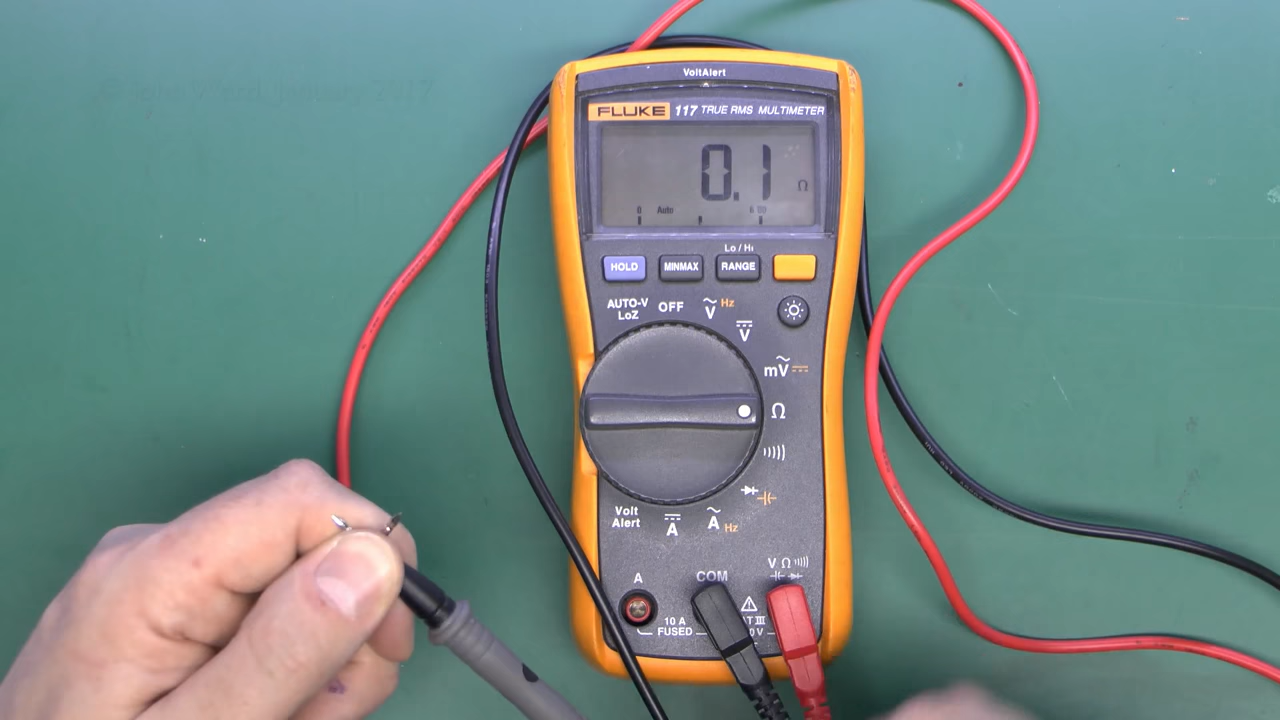 VoltAlert
FLUKE 117 TRUE RMS MULTIMETER
0.1 Ω
0 Auto
HOLD MINMAX Lo / Hi RANGE
AUTO-V LoZ OFF Ṽ Hz
V
mV
Ω
Volt Alert A A Hz
A COM V Ω
10 A FUSED